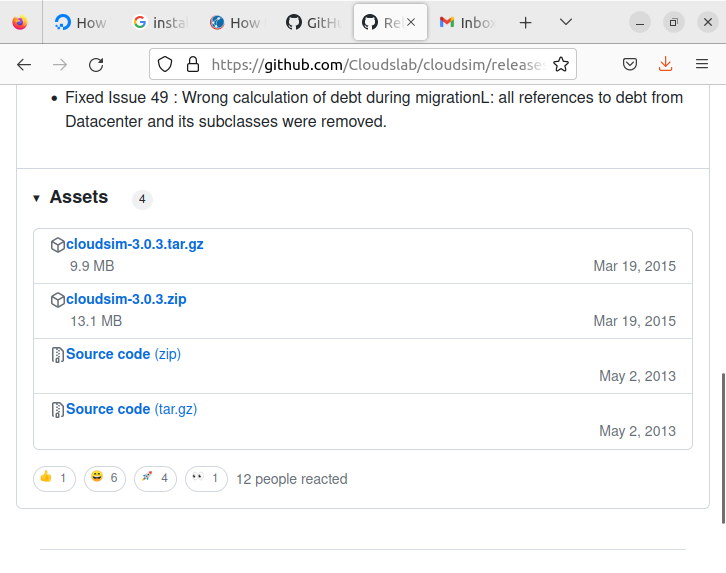 How
insta
How
GitHu
Rel
Inbox
https://github.com/Cloudslab/cloudsim/release
Fixed Issue 49 : Wrong calculation of debt during migrationL: all references to debt from
Datacenter and its subclasses were removed.
Assets 4
cloudsim-3.0.3.tar.gz
9.9 MB Mar 19, 2015
cloudsim-3.0.3.zip
13.1 MB Mar 19, 2015
Source code (zip)
May 2, 2013
Source code (tar.gz)
May 2, 2013
👍 1 😄 6 🚀 4 👀 1 12 people reacted